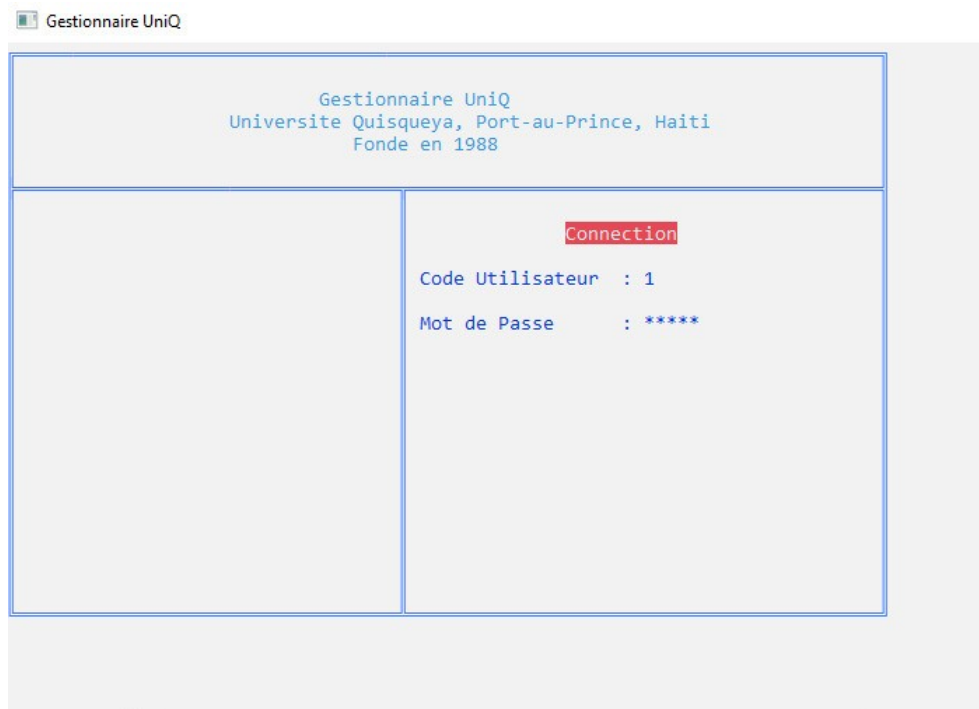 Gestionnaire UniQ
Gestionnaire UniQ
Universite Quisqueya, Port-au-Prince, Haiti
Fonde en 1988
Connection
Code Utilisateur : 1
Mot de Passe : *****